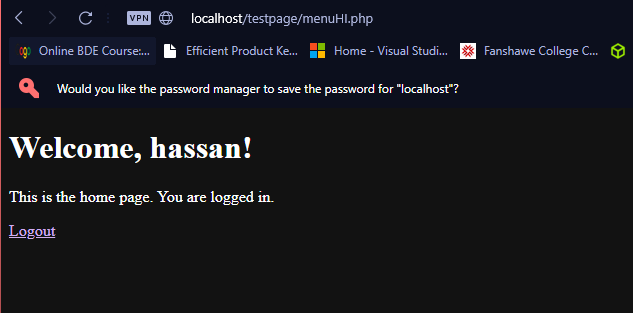 VPN localhost/testpage/menuHI.php
Online BDE Course:... Efficient Product Ke... Home - Visual Studi... Fanshawe College C...
Would you like the password manager to save the password for "localhost"?
Welcome, hassan!
This is the home page. You are logged in.
Logout